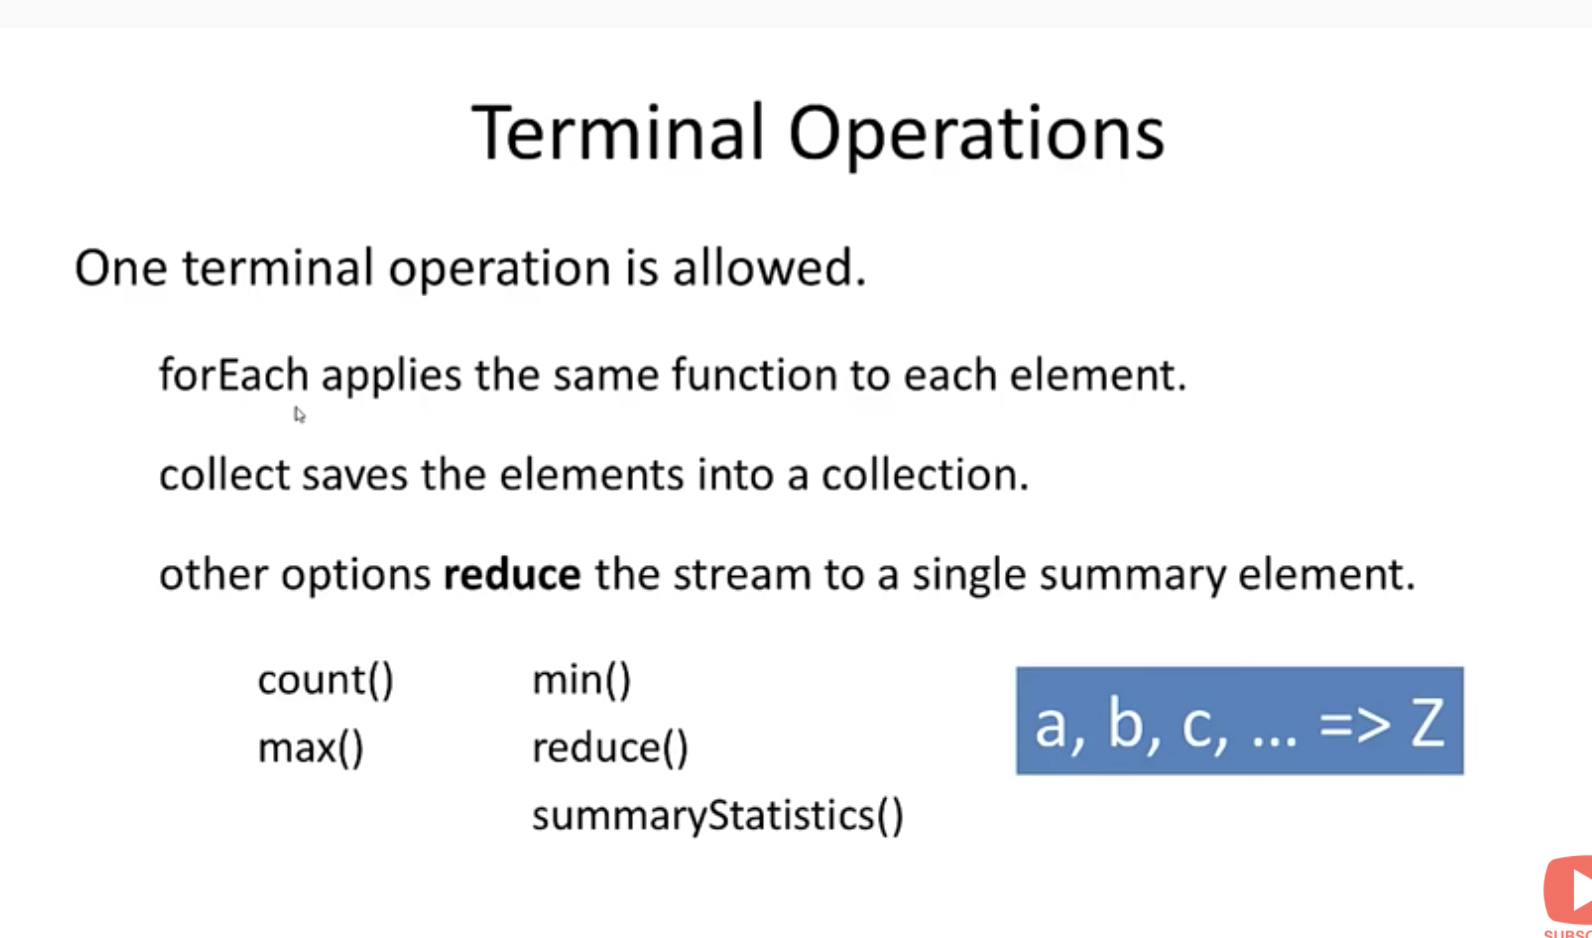 Terminal Operations
One terminal operation is allowed.
forEach applies the same function to each element.
collect saves the elements into a collection.
other options reduce the stream to a single summary element.
count() min()
max() reduce()
summaryStatistics()
a, b, c, ... => Z